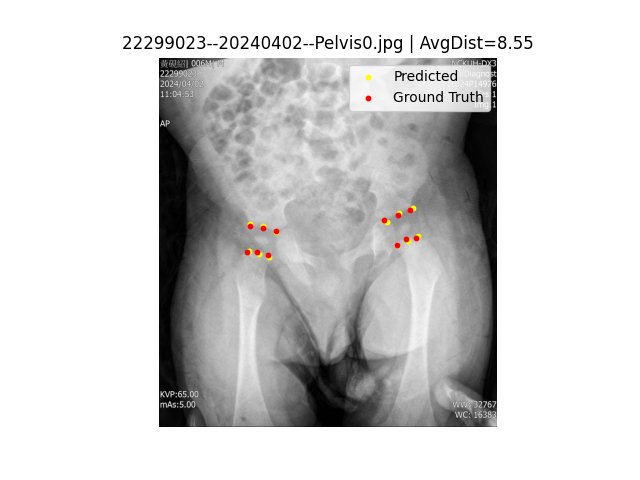 22299023--20240402--Pelvis0.jpg | AvgDist=8.55
Predicted
Ground Truth
2024/04/02
11:04:53
AP
KVP:65.00
mAs:5.00
WW: 32767
WC: 16383